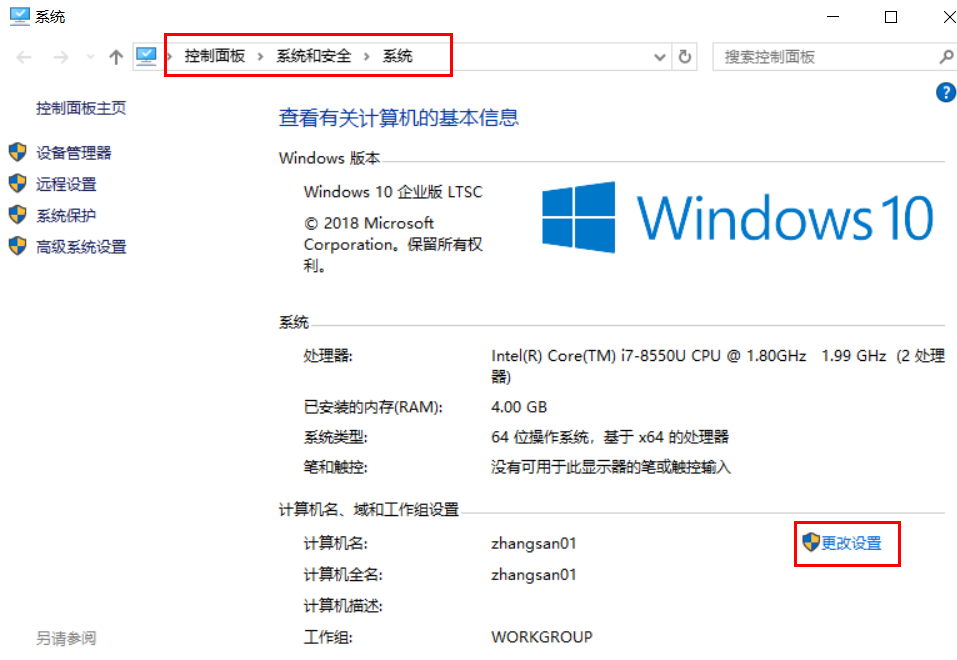 系统
控制面板 › 系统和安全 › 系统
搜索控制面板
?
控制面板主页
设备管理器
远程设置
系统保护
高级系统设置
查看有关计算机的基本信息
Windows 版本
Windows 10 企业版 LTSC
© 2018 Microsoft
Corporation。保留所有权
利。
Windows 10
系统
处理器: Intel(R) Core(TM) i7-8550U CPU @ 1.80GHz 1.99 GHz (2 处理
器)
已安装的内存(RAM): 4.00 GB
系统类型: 64 位操作系统，基于 x64 的处理器
笔和触控: 没有可用于此显示器的笔或触控输入
计算机名、域和工作组设置
计算机名: zhangsan01 更改设置
计算机全名: zhangsan01
计算机描述:
工作组: WORKGROUP
另请参阅